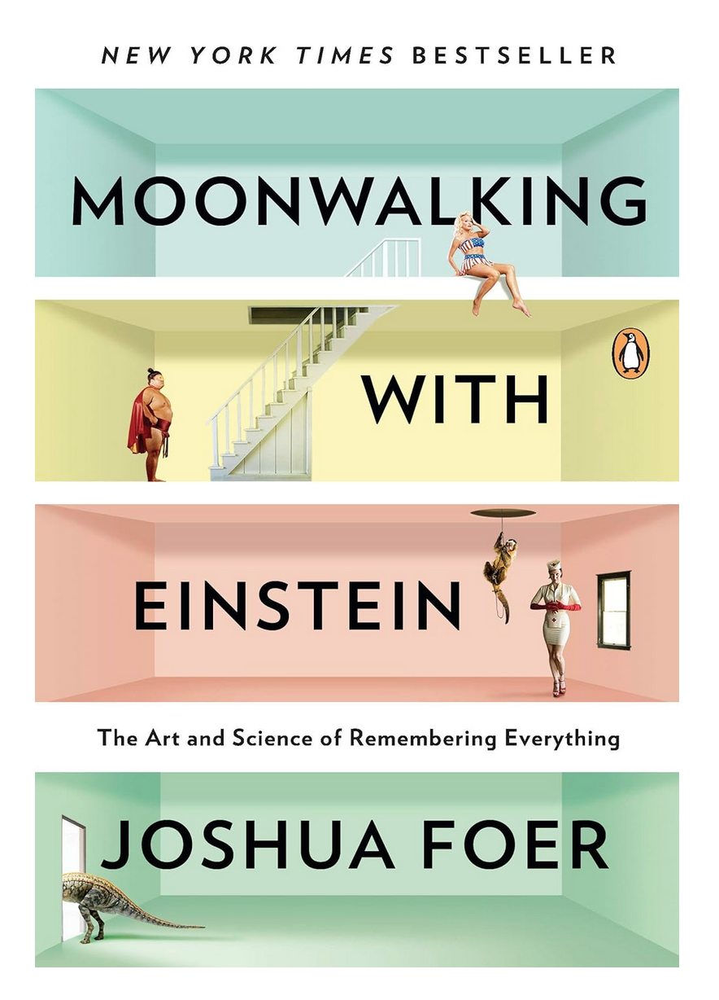 NEW YORK TIMES BESTSELLER
MOONWALKING
WITH
EINSTEIN
The Art and Science of Remembering Everything
JOSHUA FOER